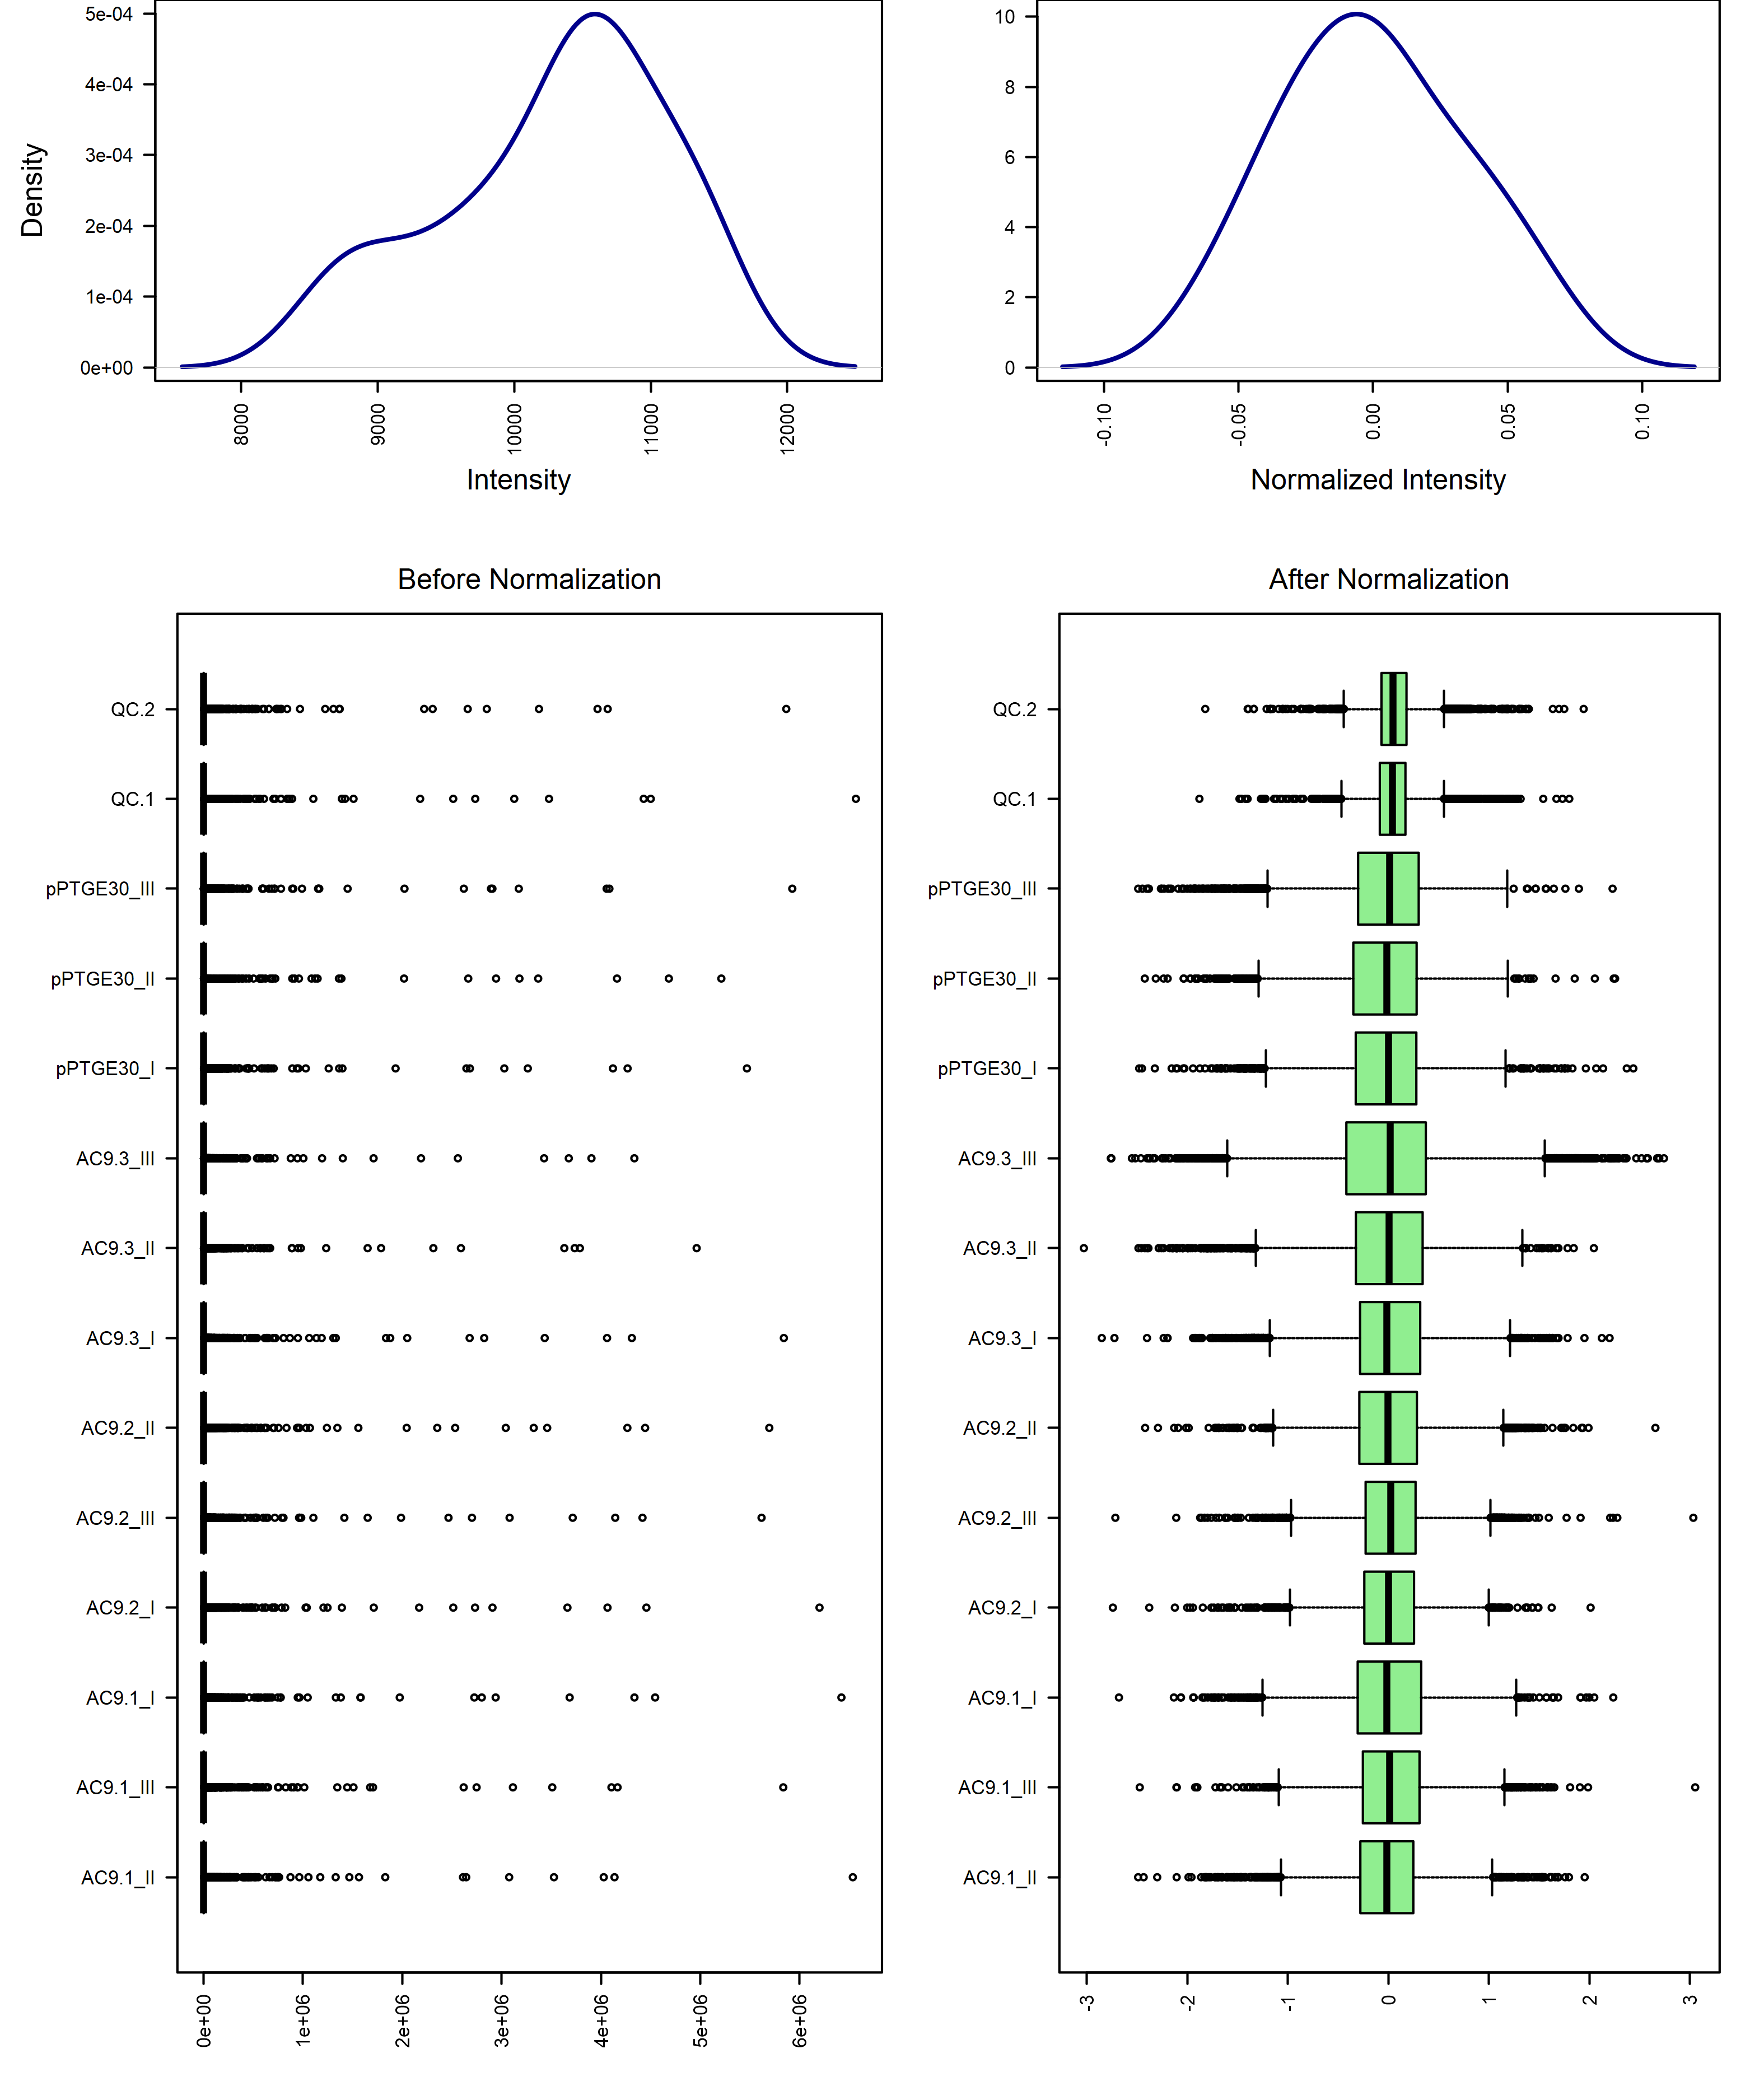 5e-04
4e-04
3e-04
2e-04
1e-04
0e+00
Density
8000
9000
10000
11000
12000
Intensity
10
8
6
4
2
0
-0.10
-0.05
0.00
0.05
0.10
Normalized Intensity
Before Normalization
QC.2
QC.1
pPTGE30_III
pPTGE30_II
pPTGE30_I
AC9.3_III
AC9.3_II
AC9.3_I
AC9.2_II
AC9.2_III
AC9.2_I
AC9.1_I
AC9.1_III
AC9.1_II
0e+00
1e+06
2e+06
3e+06
4e+06
5e+06
6e+06
After Normalization
QC.2
QC.1
pPTGE30_III
pPTGE30_II
pPTGE30_I
AC9.3_III
AC9.3_II
AC9.3_I
AC9.2_II
AC9.2_III
AC9.2_I
AC9.1_I
AC9.1_III
AC9.1_II
-3
-2
-1
0
1
2
3